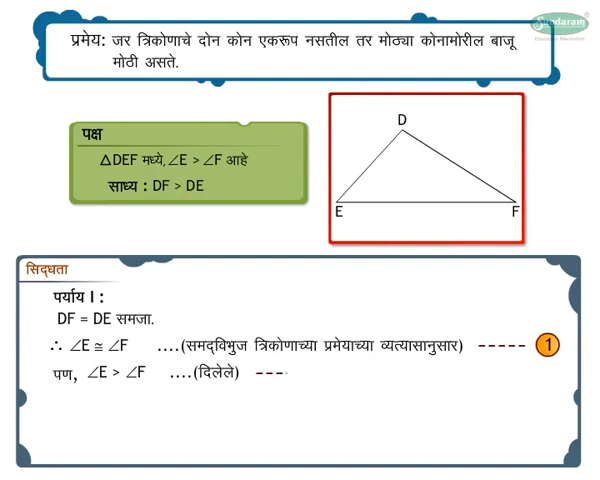 Sundaram
प्रमेय: जर त्रिकोणाचे दोन कोन एकरूप नसतील तर मोठ्या कोनामोरील बाजू
मोठी असते.
पक्ष
△DEF मध्ये,∠E > ∠F आहे
साध्य : DF > DE
D
E
F
सिद्धता
पर्याय I :
DF = DE समजा.
∴ ∠E ≅ ∠F ....(समद्विभुज त्रिकोणाच्या प्रमेयाच्या व्यत्यासानुसार) ----- 1
पण, ∠E > ∠F ....(दिलेले) ----